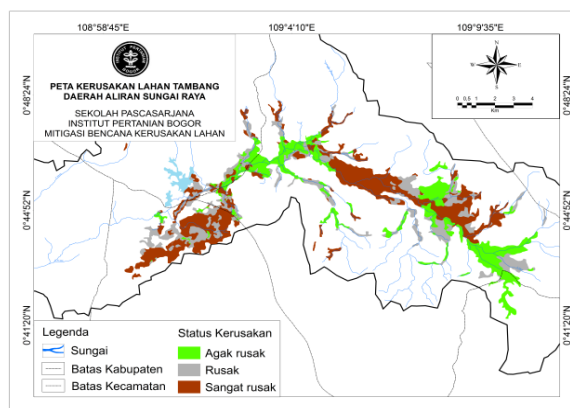 108°58'45"E
109°4'10"E
109°9'35"E
INSTITUT PERTANIAN
BOGOR
PETA KERUSAKAN LAHAN TAMBANG
DAERAH ALIRAN SUNGAI RAYA
SEKOLAH PASCASARJANA
INSTITUT PERTANIAN BOGOR
MITIGASI BENCANA KERUSAKAN LAHAN
N
W
E
S
0 0,5 1 2 3 4
Km
0°48'24"N
0°48'24"N
0°44'52"N
0°44'52"N
0°41'20"N
0°41'20"N
Legenda
Sungai
Batas Kabupaten
Batas Kecamatan
Status Kerusakan
Agak rusak
Rusak
Sangat rusak